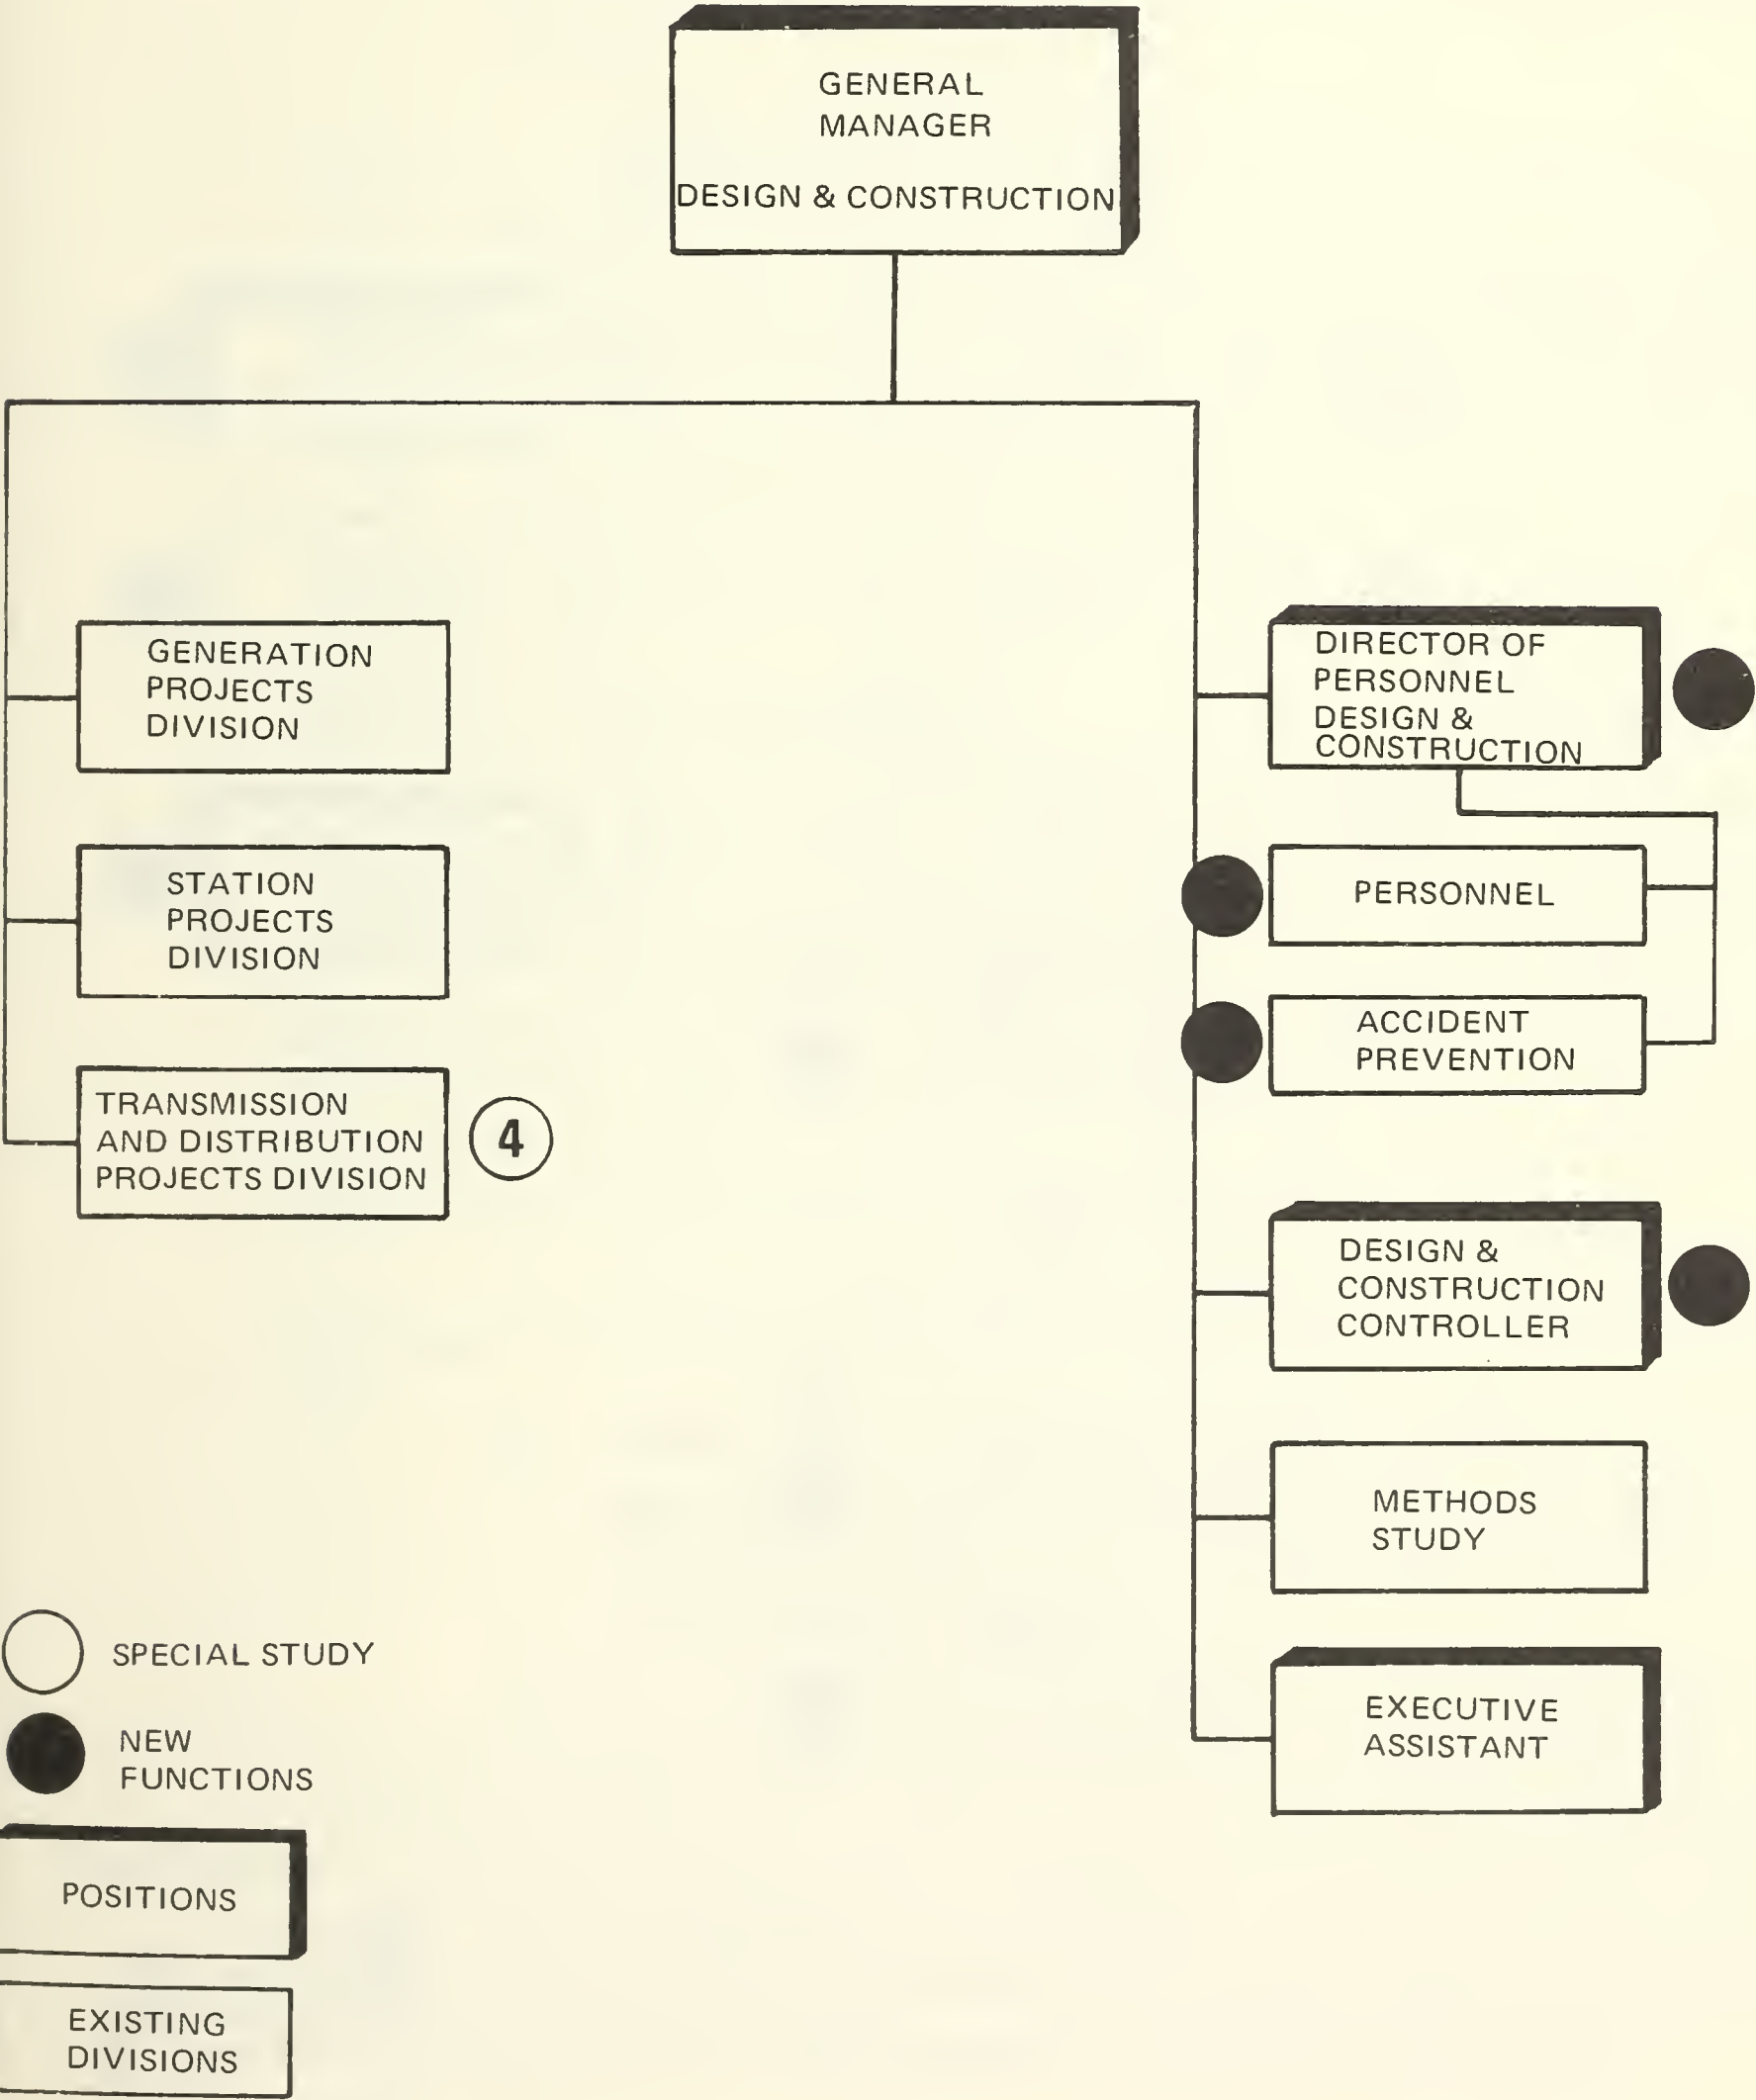 GENERAL
MANAGER
DESIGN & CONSTRUCTION
GENERATION
PROJECTS
DIVISION
STATION
PROJECTS
DIVISION
TRANSMISSION
AND DISTRIBUTION
PROJECTS DIVISION
4
DIRECTOR OF
PERSONNEL
DESIGN &
CONSTRUCTION
PERSONNEL
ACCIDENT
PREVENTION
DESIGN &
CONSTRUCTION
CONTROLLER
METHODS
STUDY
EXECUTIVE
ASSISTANT
SPECIAL STUDY
NEW
FUNCTIONS
POSITIONS
EXISTING
DIVISIONS